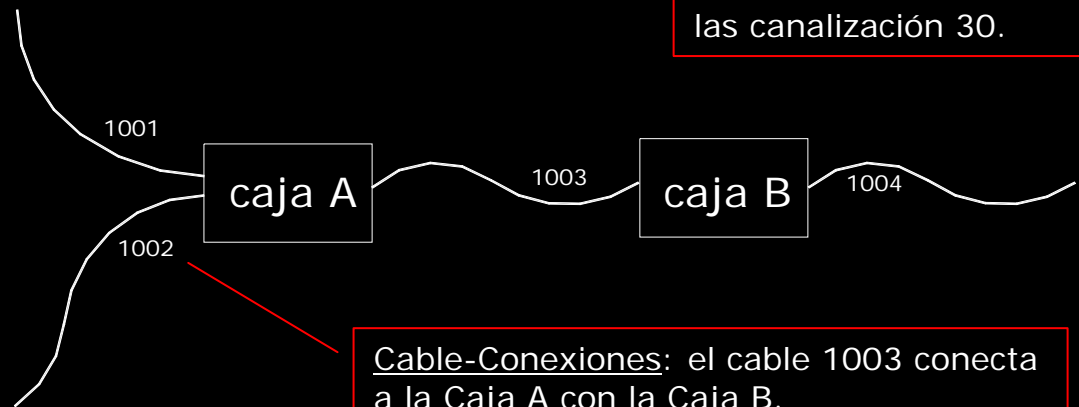 las canalización 30.
1001
caja A
1003
caja B
1004
1002
Cable-Conexiones: el cable 1003 conecta
a la Caja A con la Caja B.